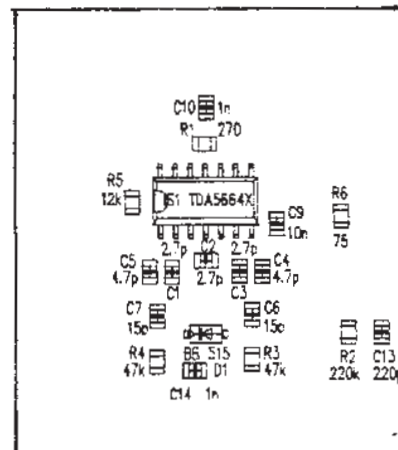 C10 1n
R1 270
R5
12k
S1 TDA5664X
R6
75
C9
10n
2.7p 2.7p
C5 C2 C4
4.7p 2.7p 4.7p
C1 C3
C7 C6
15p 15p
R4 BB 515 R3
47k D1 47k
C14 1n
R2 C13
220k 220p